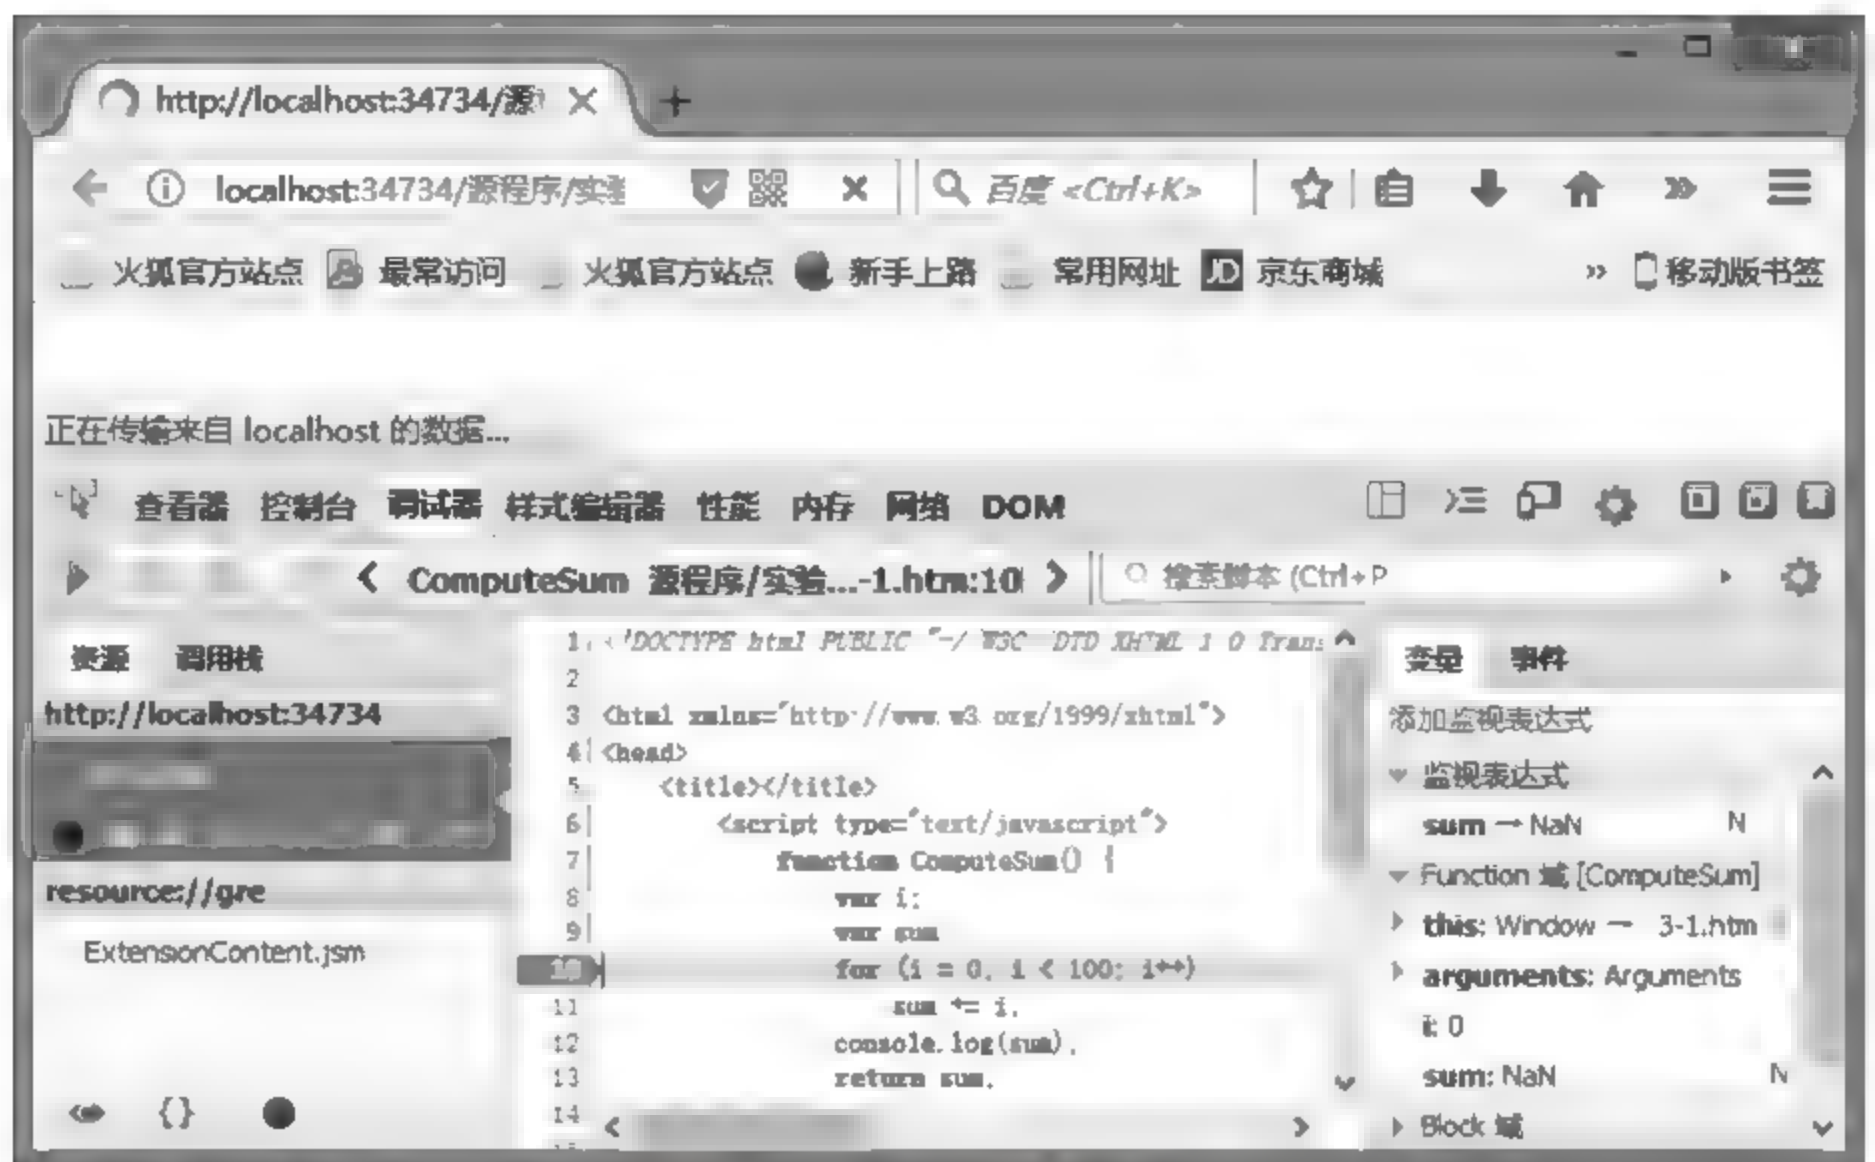 http://localhost:34734/源
localhost:34734/源程序/实验
百度 <Ctrl+K>
火狐官方站点 最常访问 火狐官方站点 新手上路 常用网址 JD 京东商城 » 移动版书签
正在传输来自 localhost 的数据...
查看器 控制台 调试器 样式编辑器 性能 内存 网络 DOM
ComputeSum 源程序/实验...-1.htm:10
搜索脚本 (Ctrl+P
资源 调用栈
http://localhost:34734
resource://gre
ExtensionContent.jsm
{}
1 <!DOCTYPE html PUBLIC "-/ W3C DTD XHTML 1 0 Trans
2
3 <html xmlns="http://www.w3.org/1999/xhtml">
4 <head>
5 <title></title>
6 <script type="text/javascript">
7 function ComputeSum() {
8 var i;
9 var sum
10 for (i = 0, i < 100; i++)
11 sum += i,
12 console.log(sum),
13 return sum,
14
变量 事件
添加监视表达式
监视表达式
sum → NaN N
Function 域 [ComputeSum]
this: Window → 3-1.htm
arguments: Arguments
i: 0
sum: NaN N
Block 域